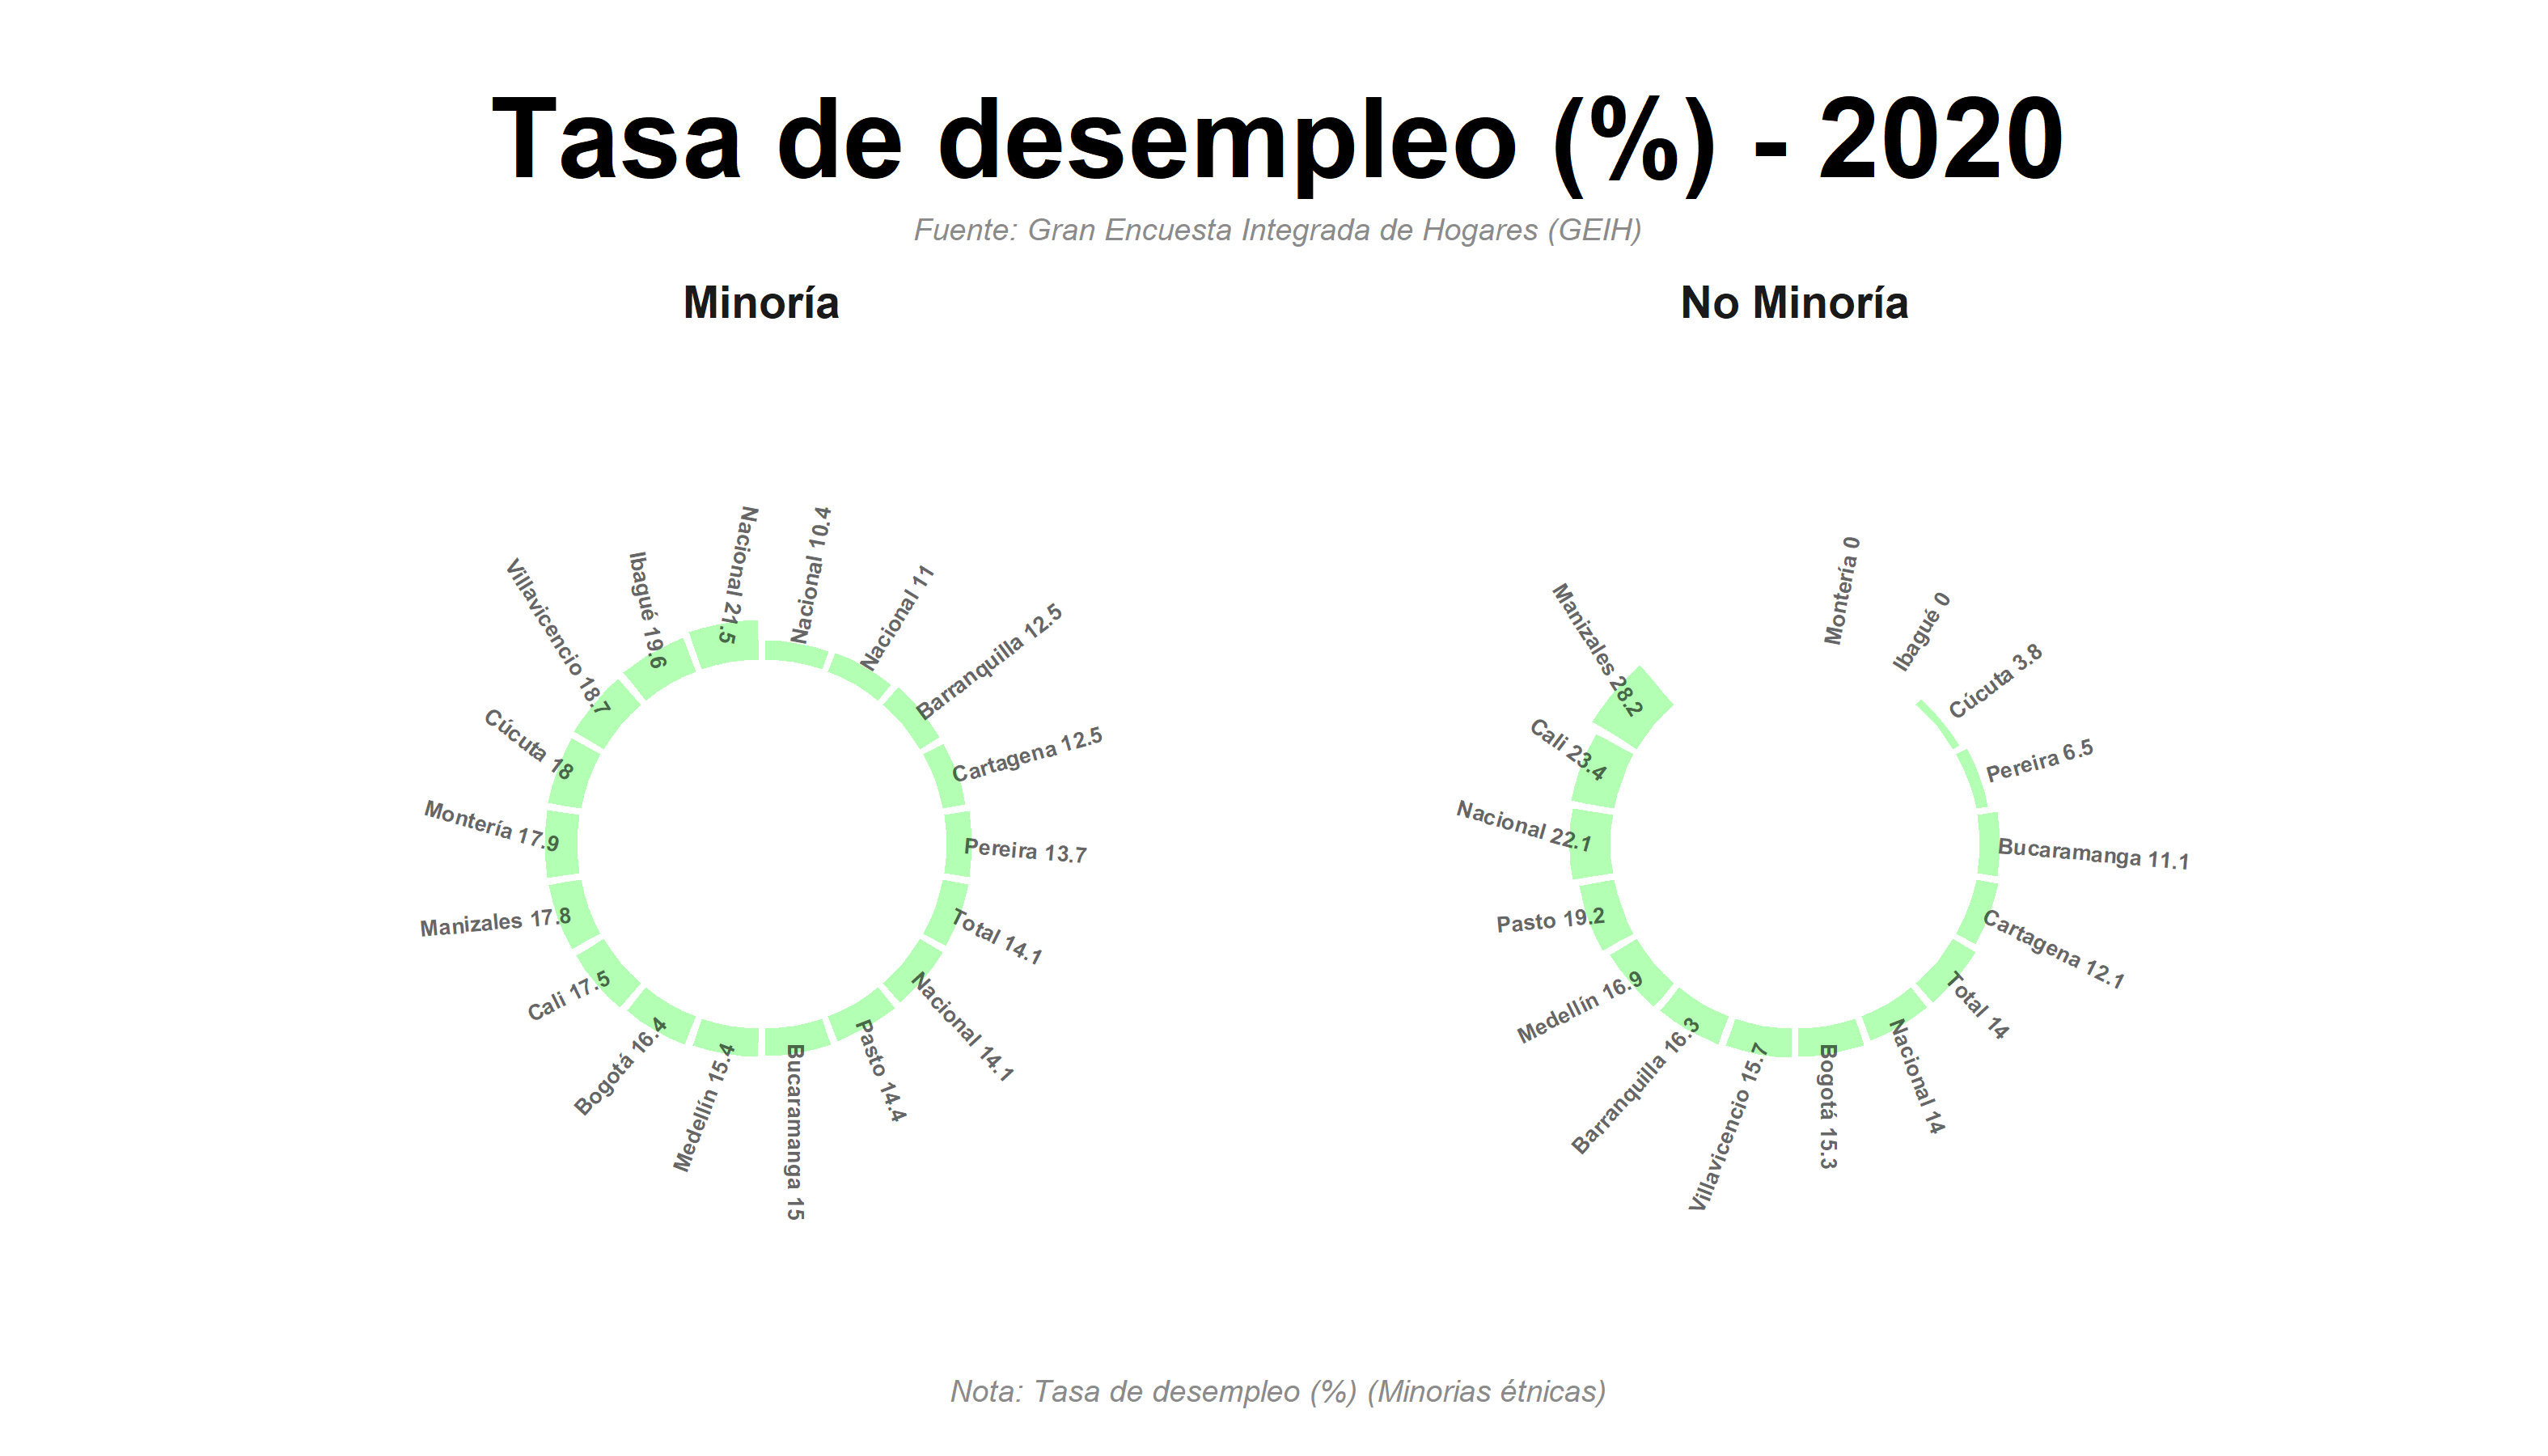 Tasa de desempleo (%) - 2020
Fuente: Gran Encuesta Integrada de Hogares (GEIH)
Minoría
Nacional 10.4
Nacional 11
Barranquilla 12.5
Cartagena 12.5
Pereira 13.7
Total 14.1
Nacional 14.1
Pasto 14.4
Bucaramanga 15
Medellín 15.4
Bogotá 16.4
Cali 17.5
Manizales 17.8
Montería 17.9
Cúcuta 18
Villavicencio 18.7
Ibagué 19.6
Nacional 21.5
No Minoría
Montería 0
Ibagué 0
Cúcuta 3.8
Pereira 6.5
Bucaramanga 11.1
Cartagena 12.1
Total 14
Nacional 14
Bogotá 15.3
Villavicencio 15.7
Barranquilla 16.3
Medellín 16.9
Pasto 19.2
Nacional 22.1
Cali 23.4
Manizales 28.2
Nota: Tasa de desempleo (%) (Minorias étnicas)